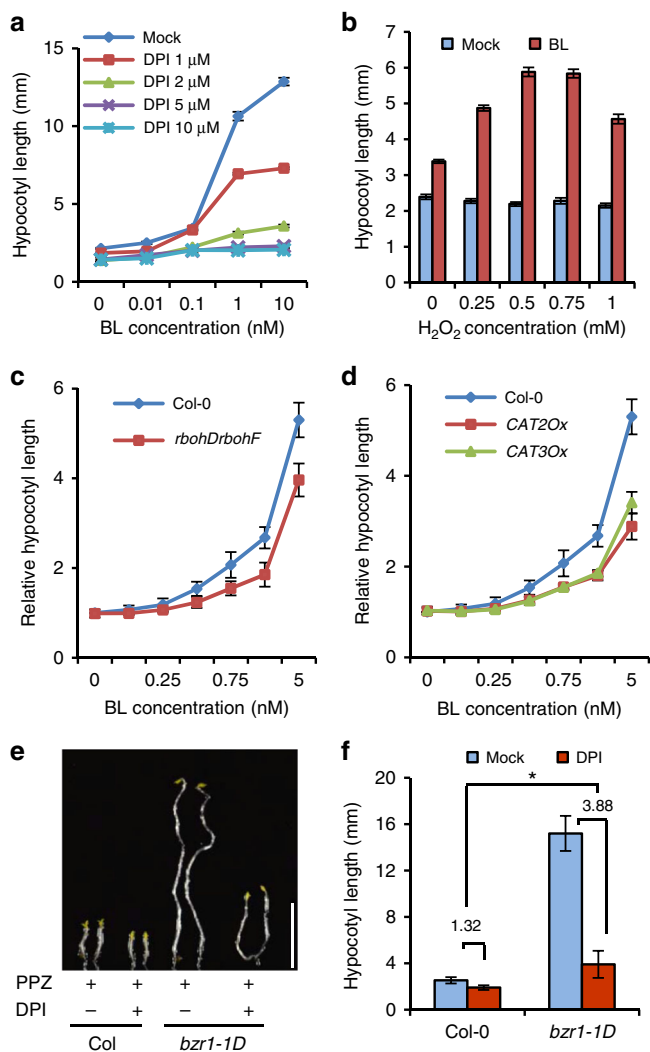 a
Hypocotyl length (mm)
15
10
5
0
Mock
DPI 1 μM
DPI 2 μM
DPI 5 μM
DPI 10 μM
0 0.01 0.1 1 10
BL concentration (nM)
b
Hypocotyl length (mm)
7
6
5
4
3
2
1
0
Mock BL
0 0.25 0.5 0.75 1
H₂O₂ concentration (mM)
c
Relative hypocotyl length
6
4
2
0
Col-0
rbohDrbohF
0 0.25 0.75 5
BL concentration (nM)
d
Relative hypocotyl length
6
4
2
0
Col-0
CAT2Ox
CAT3Ox
0 0.25 0.75 5
BL concentration (nM)
e
PPZ + + + +
DPI – + – +
Col bzr1-1D
f
Mock DPI
Hypocotyl length (mm)
20
16
12
8
4
0
*
3.88
1.32
Col-0 bzr1-1D